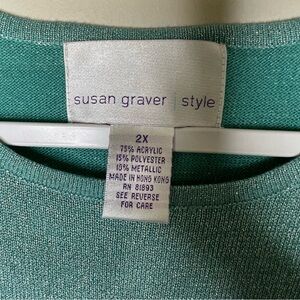 susan graver | style
2X
75% ACRYLIC
15% POLYESTER
10% METALLIC
MADE IN HONG KONG
RN 81893
SEE REVERSE
FOR CARE